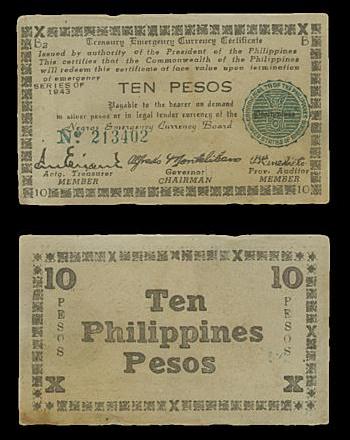 X X
B2 B
Treasury Emergency Currency Certificate
Issued by authority of the President of the Philippines
This certifies that the Commonwealth of the Philippines
will redeem this certificate at face value upon termination
of emergency
SERIES OF
1943
TEN PESOS
Payable to the bearer on demand
in silver pesos or in legal tender currency of the
Negros Emergency Currency Board
No 213402
Actg. Treasurer Governor Prov. Auditor
MEMBER CHAIRMAN MEMBER
10 10
10 10
PESOS
Ten
Philippines
Pesos
PESOS
X X